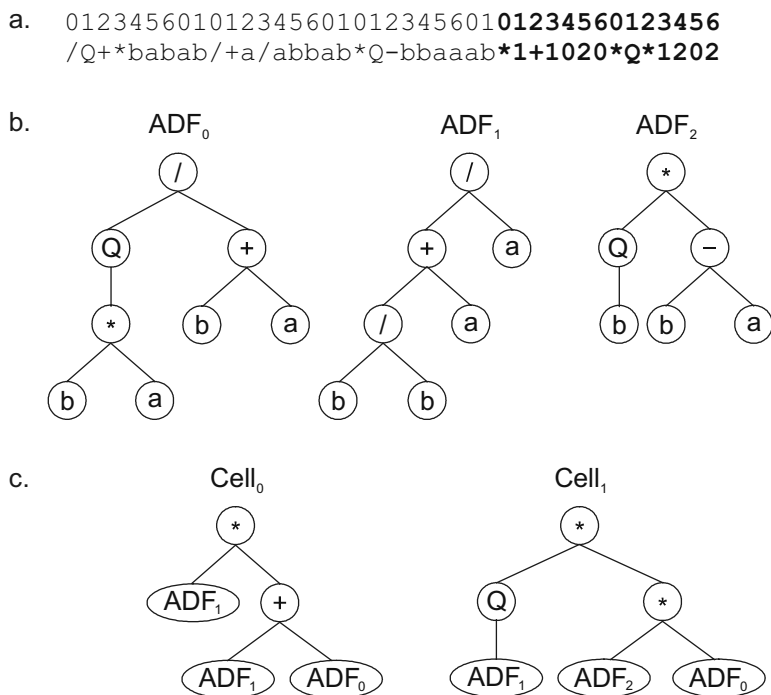 a. 01234560101234560101234560101234560123456
/Q+*babab/+a/abbab*Q-bbaaab*1+1020*Q*1202
b.
ADF₀ ADF₁ ADF₂
/ / *
Q + + a Q −
* b a / a b b a
b a b b
c.
Cell₀ Cell₁
* *
ADF₁ + Q *
ADF₁ ADF₀ ADF₁ ADF₂ ADF₀